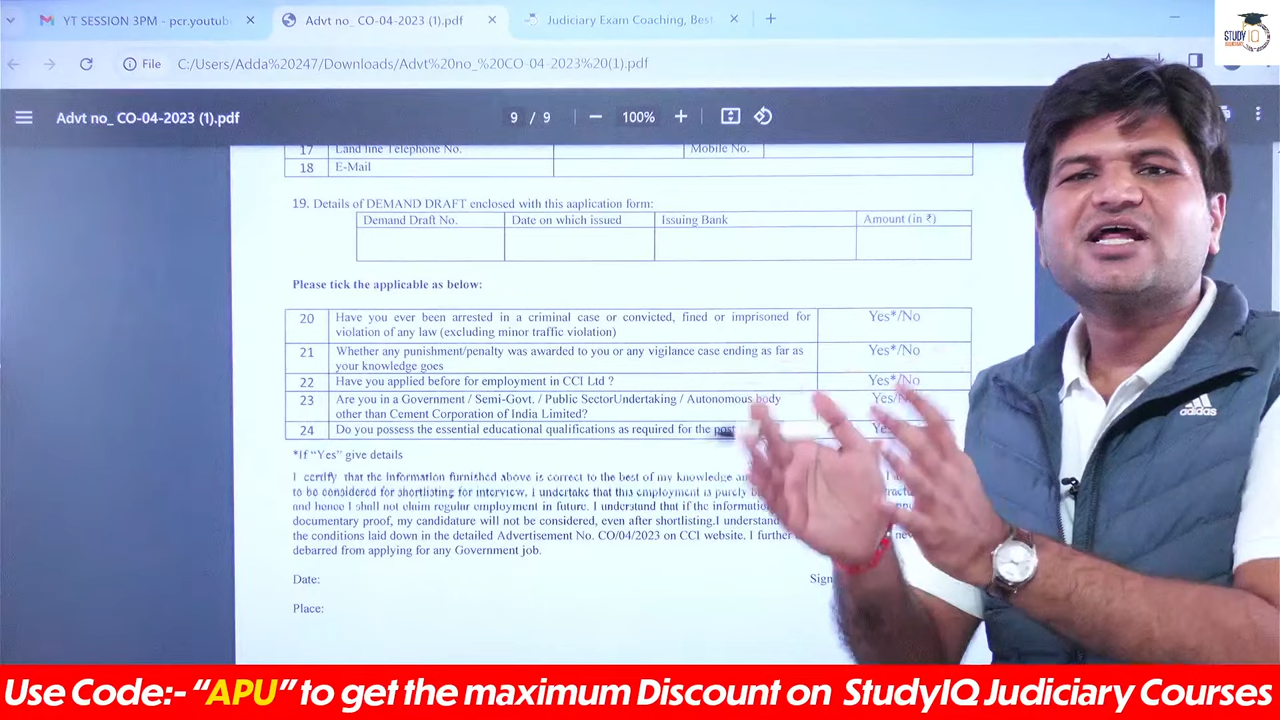 YT SESSION 3PM - pcr.youtub
Advt no_ CO-04-2023 (1).pdf
Judiciary Exam Coaching, Best
STUDY IQ
File
C:/Users/Adda%20247/Downloads/Advt%20no_%20CO-04-2023%20(1).pdf
Advt no_ CO-04-2023 (1).pdf
9 / 9
100%
17 Land line Telephone No. Mobile No.
18 E-Mail
19. Details of DEMAND DRAFT enclosed with this aapplication form:
Demand Draft No. Date on which issued Issuing Bank Amount (in ₹)
Please tick the applicable as below:
20 Have you ever been arrested in a criminal case or convicted, fined or imprisoned for Yes*/No
violation of any law (excluding minor traffic violation)
21 Whether any punishment/penalty was awarded to you or any vigilance case ending as far as Yes*/No
your knowledge goes
22 Have you applied before for employment in CCI Ltd ? Yes*/No
23 Are you in a Government / Semi-Govt. / Public SectorUndertaking / Autonomous body Yes/
other than Cement Corporation of India Limited?
24 Do you possess the essential educational qualifications as required for the post
*If "Yes" give details
I certify that the information furnished above is correct to the best of my knowledge
to be considered for shortlisting for interview. I undertake that this employment is purely
and hence I shall not claim regular employment in future. I understand that if the
documentary proof, my candidature will not be considered, even after shortlisting.I understand
the conditions laid down in the detailed Advertisement No. CO/04/2023 on CCI website. I further
debarred from applying for any Government job.
Date: Sign
Place:
adidas
Use Code:- "APU" to get the maximum Discount on StudyIQ Judiciary Courses